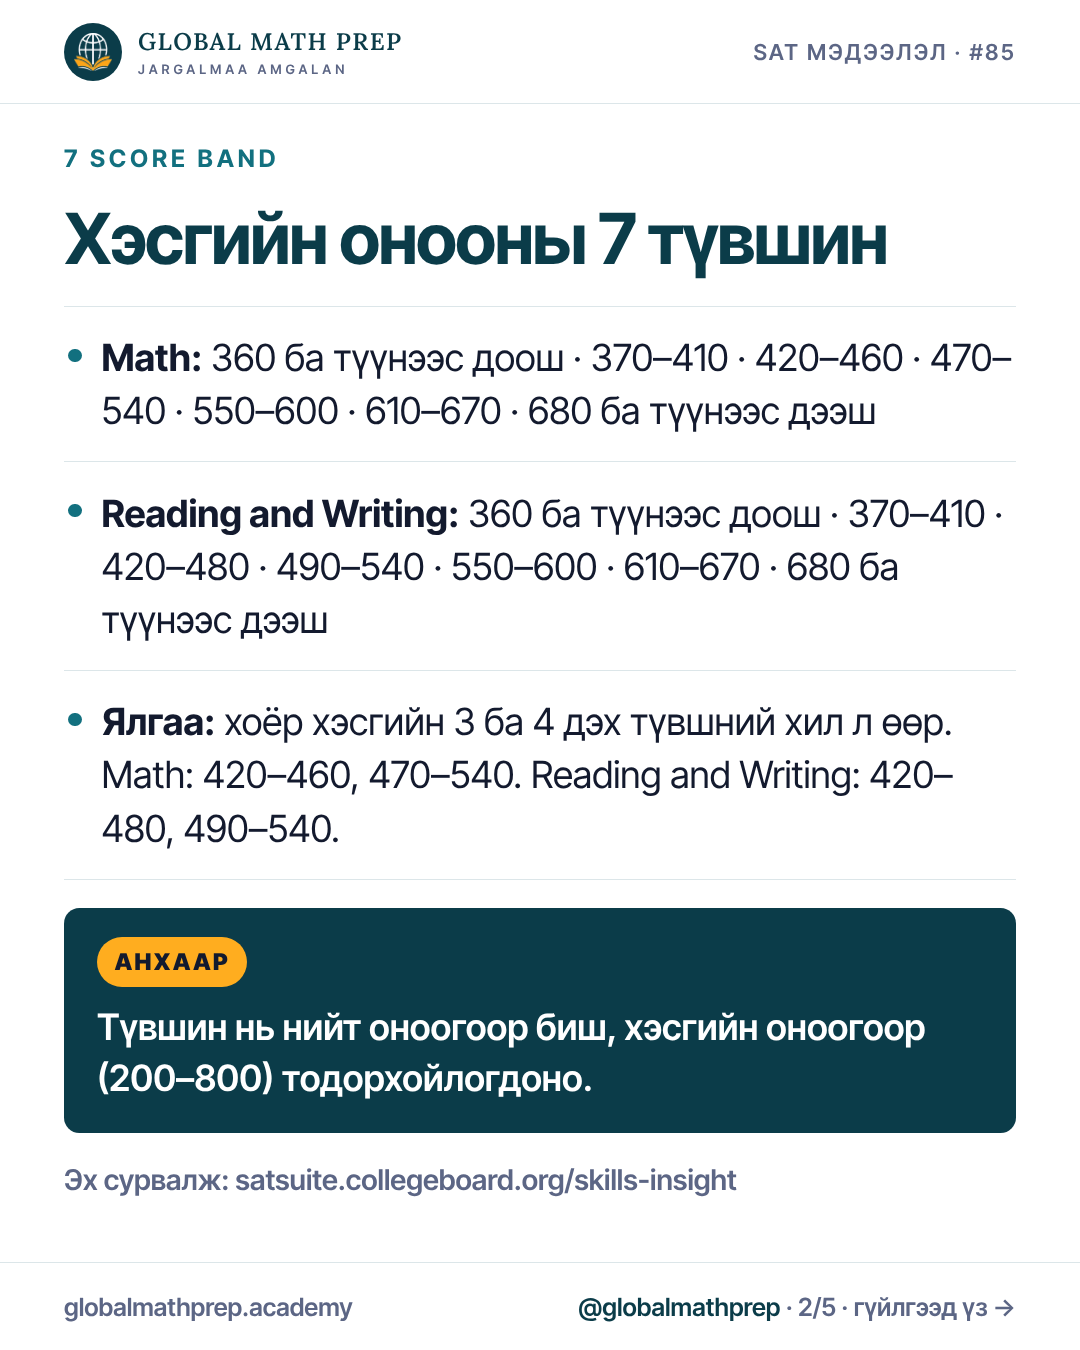 GLOBAL MATH PREP
JARGALMAA AMGALAN
SAT МЭДЭЭЛЭЛ · #85
7 SCORE BAND
Хэсгийн онооны 7 түвшин
• Math: 360 ба түүнээс доош · 370–410 · 420–460 · 470–
540 · 550–600 · 610–670 · 680 ба түүнээс дээш
• Reading and Writing: 360 ба түүнээс доош · 370–410 ·
420–480 · 490–540 · 550–600 · 610–670 · 680 ба
түүнээс дээш
• Ялгаа: хоёр хэсгийн 3 ба 4 дэх түвшний хил л өөр.
Math: 420–460, 470–540. Reading and Writing: 420–
480, 490–540.
АНХААР
Түвшин нь нийт оноогоор биш, хэсгийн оноогоор
(200–800) тодорхойлогдоно.
Эх сурвалж: satsuite.collegeboard.org/skills-insight
globalmathprep.academy
@globalmathprep · 2/5 · гүйлгээд үз →